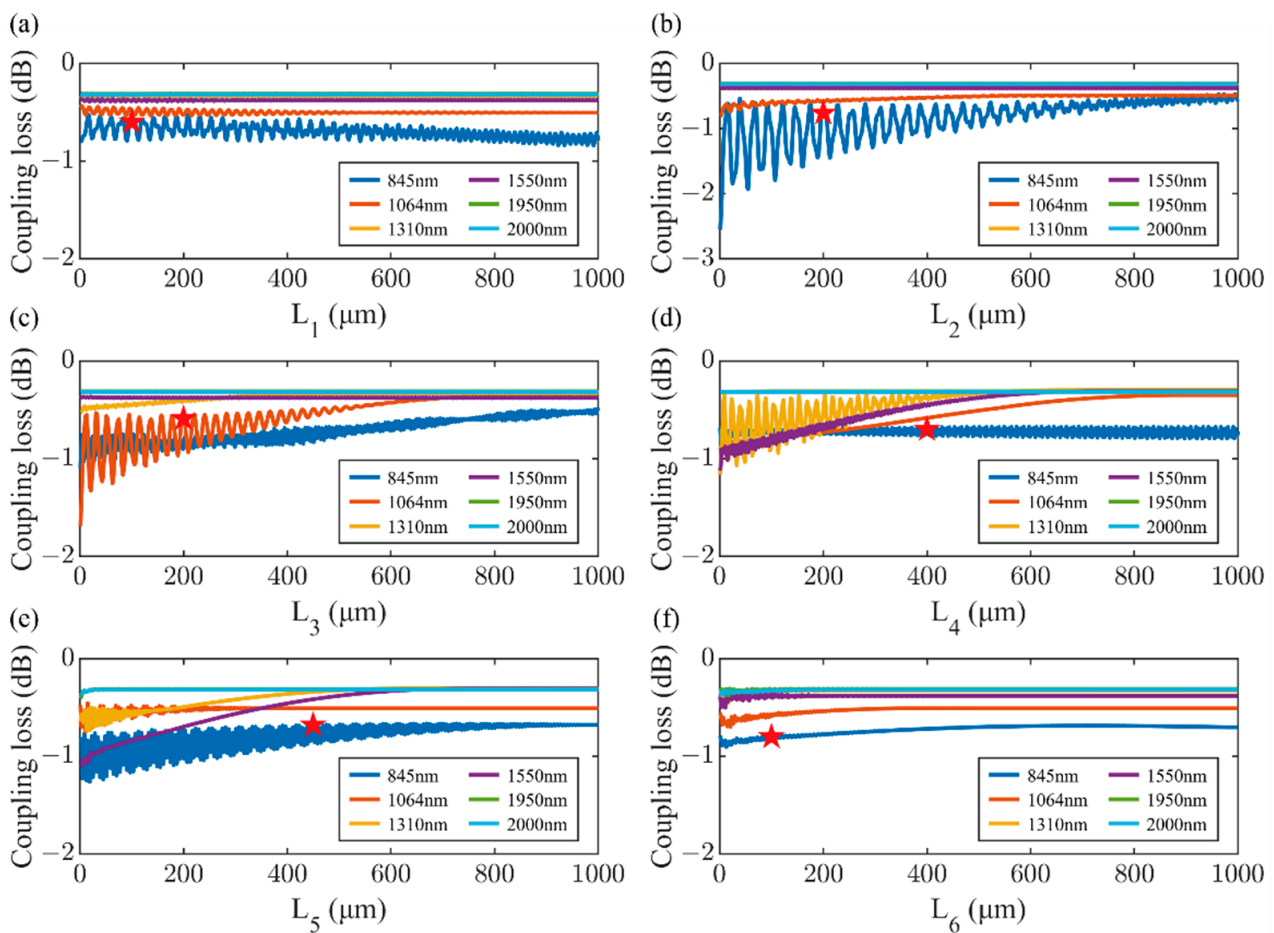 (a)
Coupling loss (dB)
0
−1
−2
845nm 1550nm
1064nm 1950nm
1310nm 2000nm
0 200 400 600 800 1000
L1 (μm)
(b)
Coupling loss (dB)
0
−1
−2
−3
845nm 1550nm
1064nm 1950nm
1310nm 2000nm
0 200 400 600 800 1000
L2 (μm)
(c)
Coupling loss (dB)
0
−1
−2
845nm 1550nm
1064nm 1950nm
1310nm 2000nm
0 200 400 600 800 1000
L3 (μm)
(d)
Coupling loss (dB)
0
−1
−2
845nm 1550nm
1064nm 1950nm
1310nm 2000nm
0 200 400 600 800 1000
L4 (μm)
(e)
Coupling loss (dB)
0
−1
−2
845nm 1550nm
1064nm 1950nm
1310nm 2000nm
0 200 400 600 800 1000
L5 (μm)
(f)
Coupling loss (dB)
0
−1
−2
845nm 1550nm
1064nm 1950nm
1310nm 2000nm
0 200 400 600 800 1000
L6 (μm)